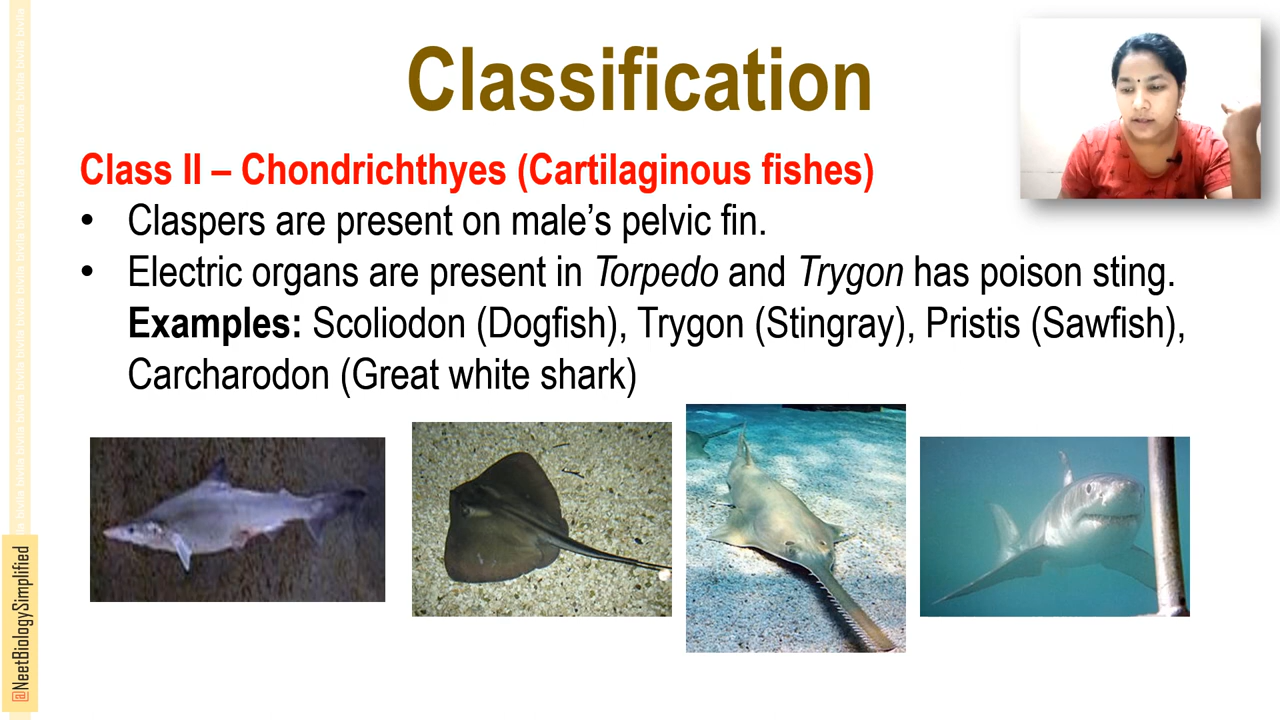 Classification
Class II – Chondrichthyes (Cartilaginous fishes)
• Claspers are present on male’s pelvic fin.
• Electric organs are present in Torpedo and Trygon has poison sting.
Examples: Scoliodon (Dogfish), Trygon (Stingray), Pristis (Sawfish),
Carcharodon (Great white shark)
@NeetBiologySimplified